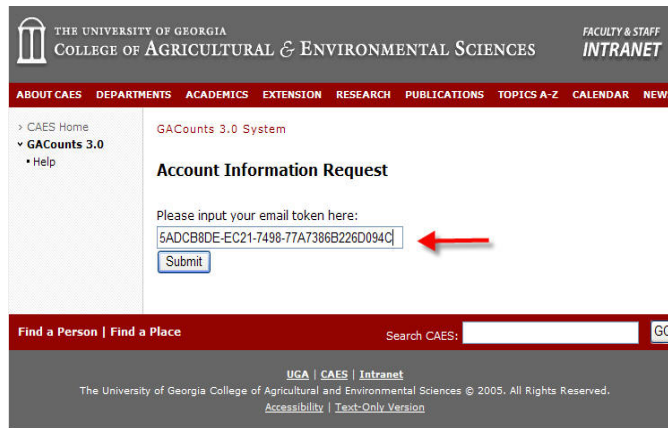 THE UNIVERSITY OF GEORGIA
COLLEGE OF AGRICULTURAL & ENVIRONMENTAL SCIENCES
FACULTY & STAFF
INTRANET
ABOUT CAES DEPARTMENTS ACADEMICS EXTENSION RESEARCH PUBLICATIONS TOPICS A-Z CALENDAR NEW
› CAES Home
GACounts 3.0
• Help
GACounts 3.0 System
Account Information Request
Please input your email token here:
5ADCB8DE-EC21-7498-77A7386B226D094C
Submit
Find a Person | Find a Place
Search CAES:
GO
UGA | CAES | Intranet
The University of Georgia College of Agricultural and Environmental Sciences © 2005. All Rights Reserved.
Accessibility | Text-Only Version